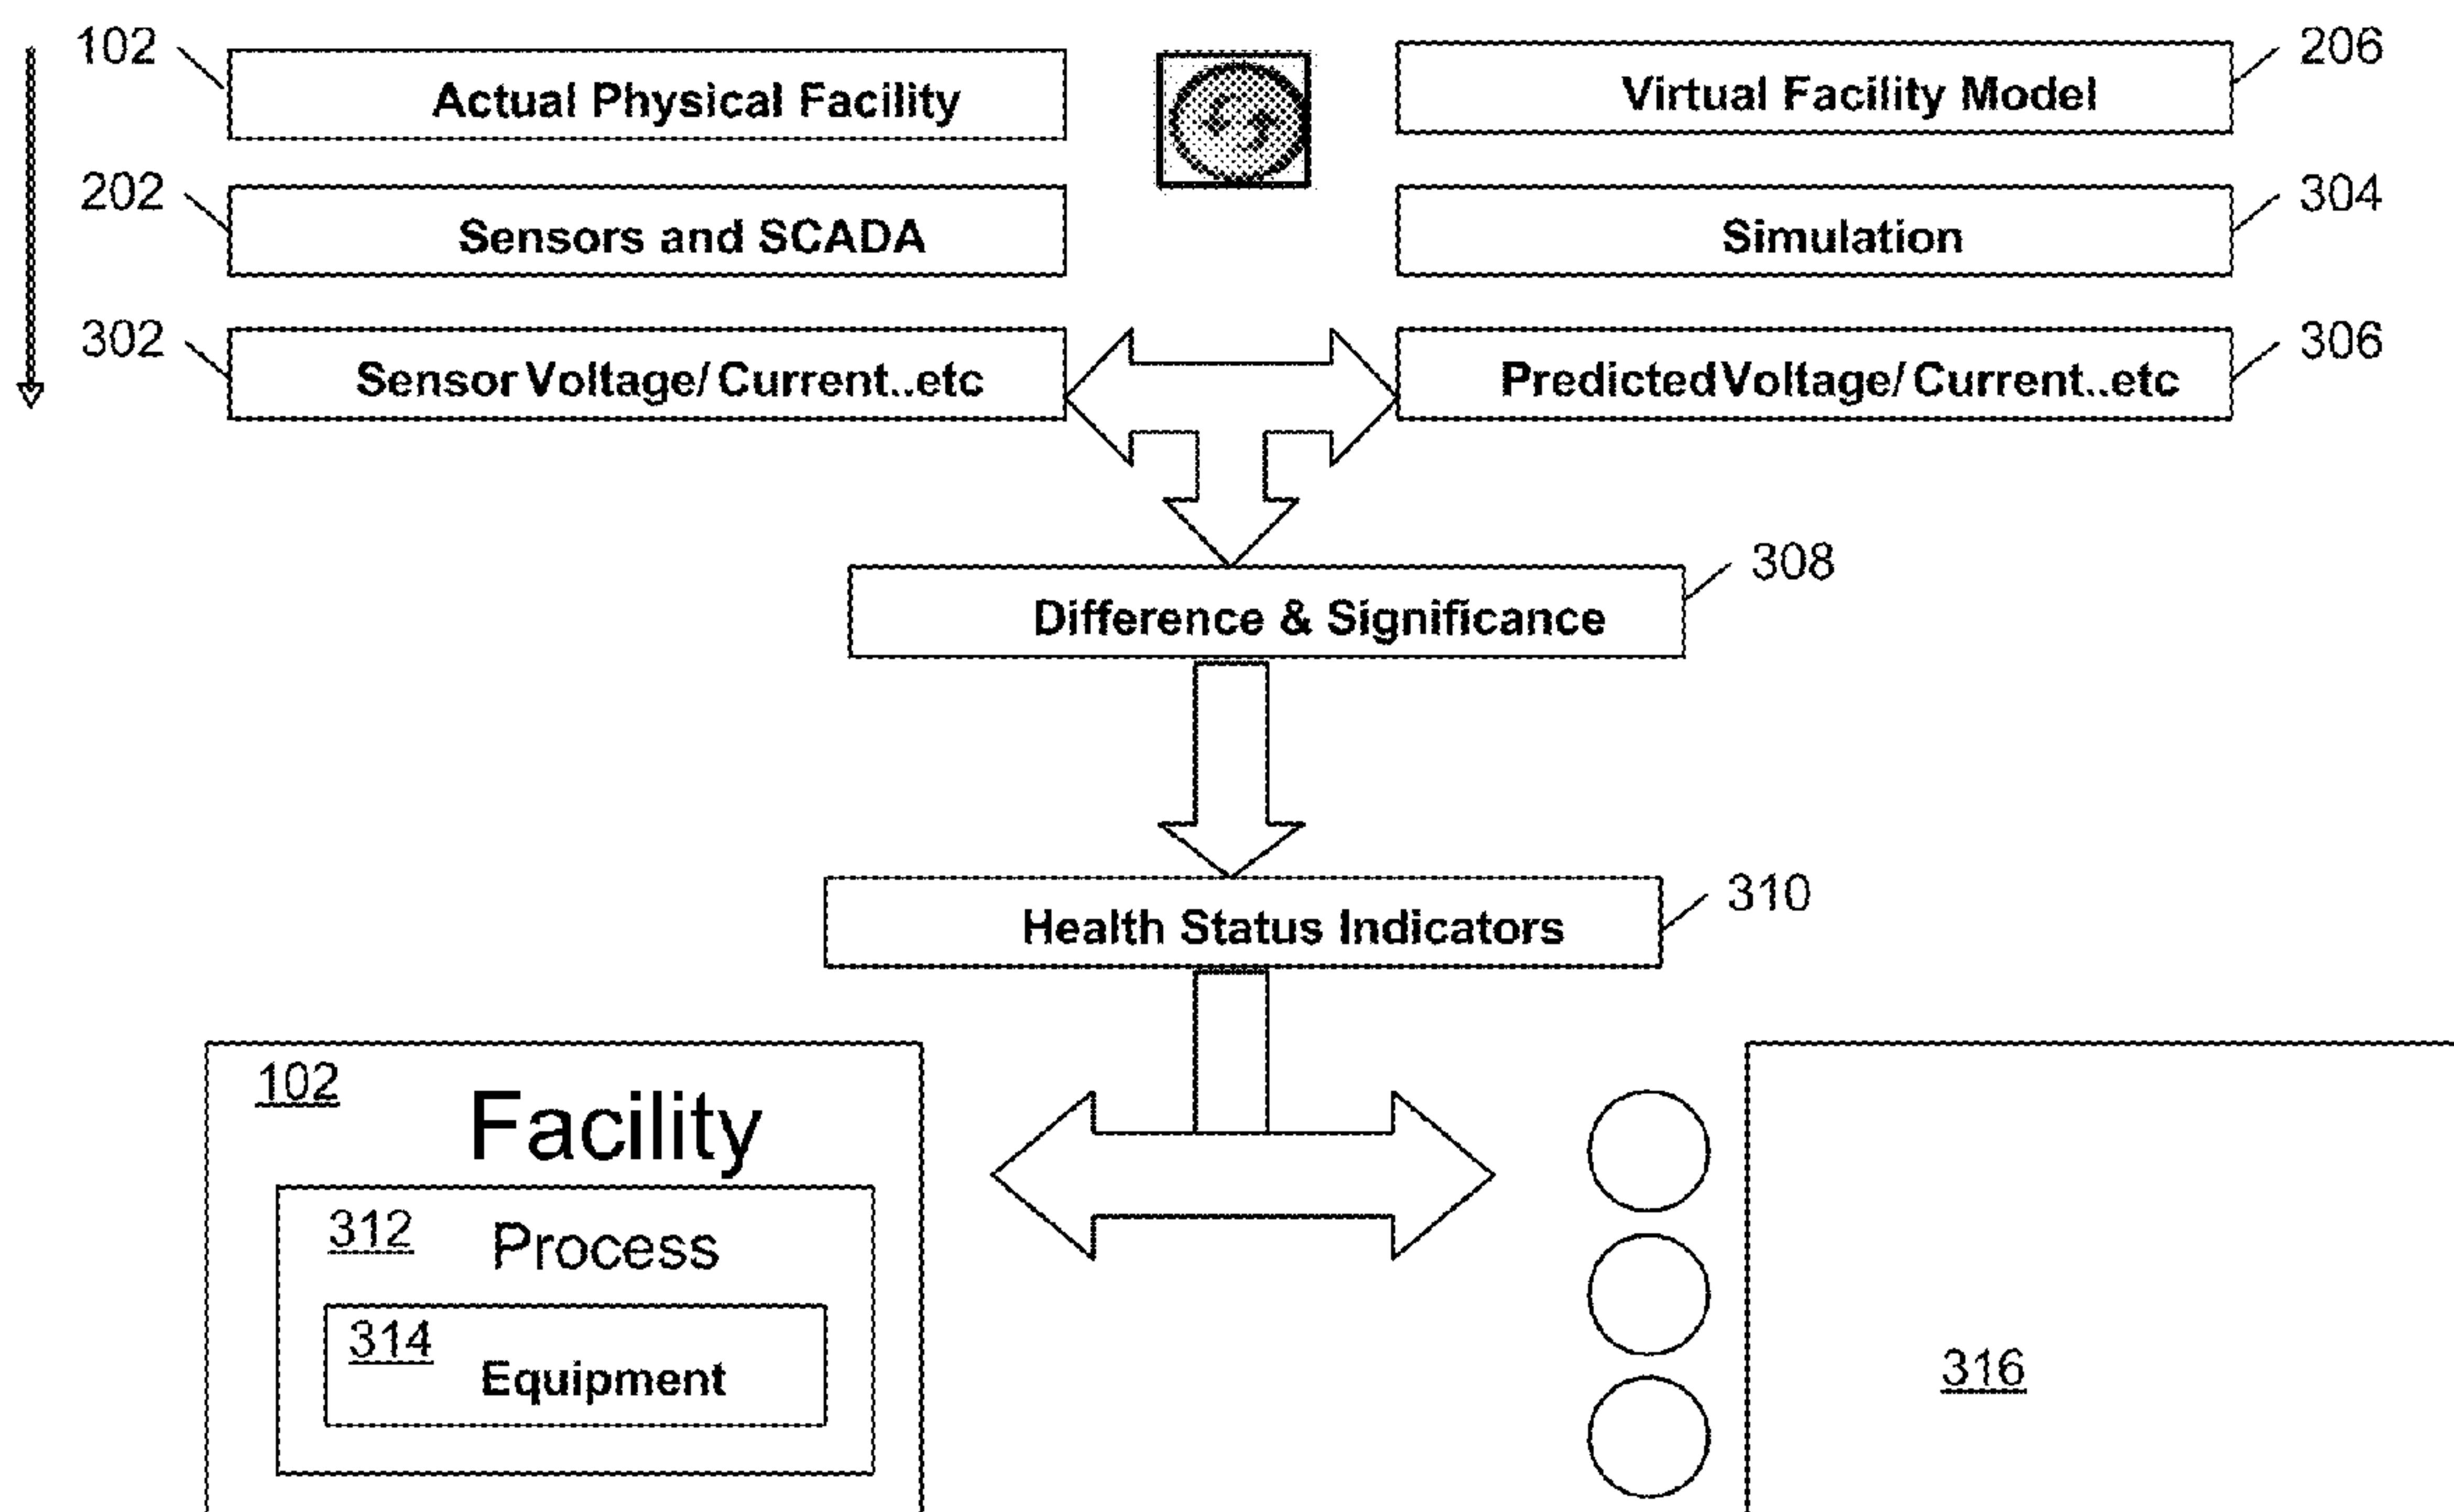 102 Actual Physical Facility Virtual Facility Model 206
202 Sensors and SCADA Simulation 304
302 Sensor Voltage/ Current..etc Predicted Voltage/ Current..etc 306
Difference & Significance 308
Health Status Indicators 310
102 Facility
312 Process
314 Equipment
316